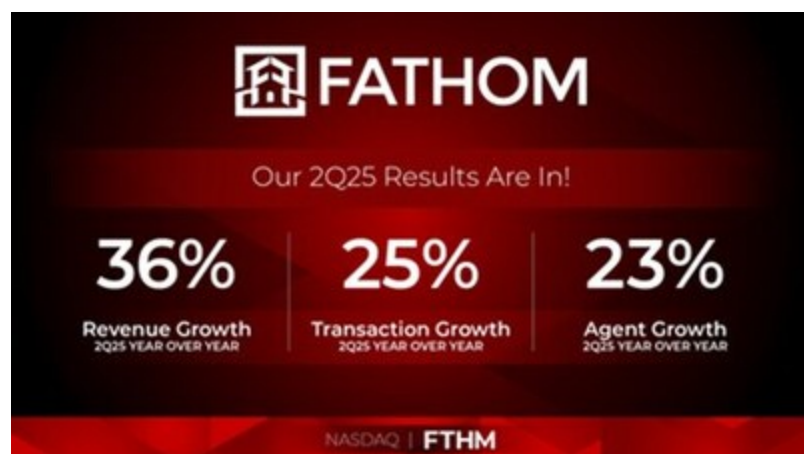 FATHOM
Our 2Q25 Results Are In!
36%
Revenue Growth
2Q25 YEAR OVER YEAR
25%
Transaction Growth
2Q25 YEAR OVER YEAR
23%
Agent Growth
2Q25 YEAR OVER YEAR
NASDAQ | FTHM